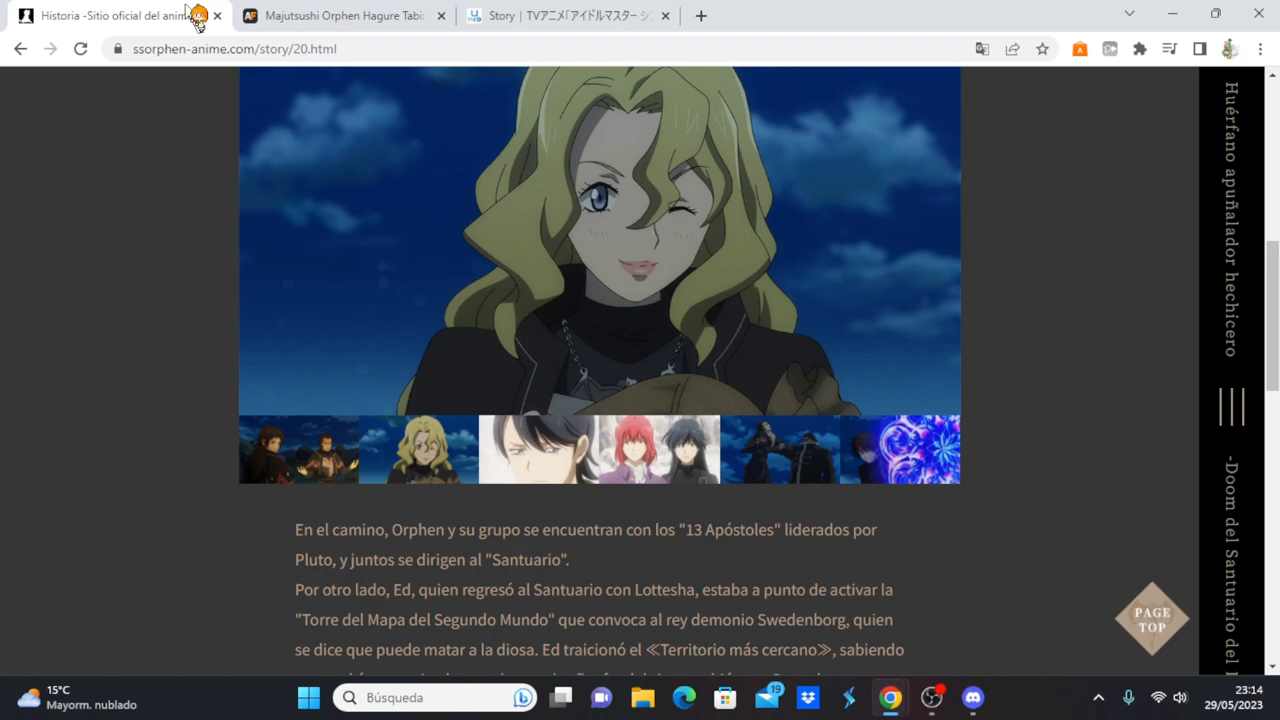 Historia -Sitio oficial del anim
Majutsushi Orphen Hagure Tabi:
Story | TVアニメ「アイドルマスター シ
ssorphen-anime.com/story/20.html
En el camino, Orphen y su grupo se encuentran con los "13 Apóstoles" liderados por
Pluto, y juntos se dirigen al "Santuario".
Por otro lado, Ed, quien regresó al Santuario con Lottesha, estaba a punto de activar la
"Torre del Mapa del Segundo Mundo" que convoca al rey demonio Swedenborg, quien
se dice que puede matar a la diosa. Ed traicionó el ≪Territorio más cercano≫, sabiendo
Huérfano apuñalador hechicero
-Doom del Santuario del
PAGE
TOP
15°C
Mayorm. nublado
Búsqueda
19
23:14
29/05/2023